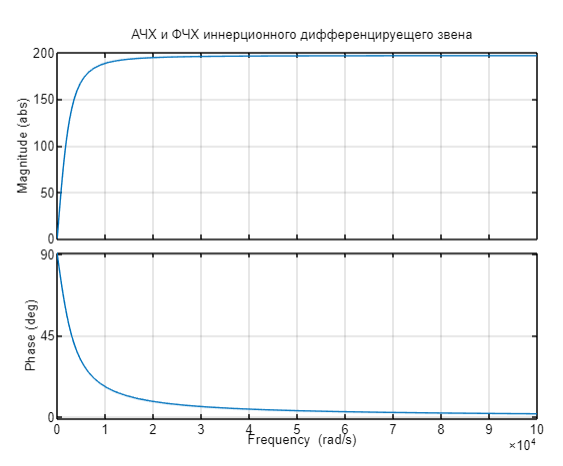 АЧХ и ФЧХ иннерционного дифференцируещего звена
200
150
100
50
0
Magnitude (abs)
90
45
0
Phase (deg)
0 1 2 3 4 5 6 7 8 9 10
Frequency (rad/s)
×10⁴